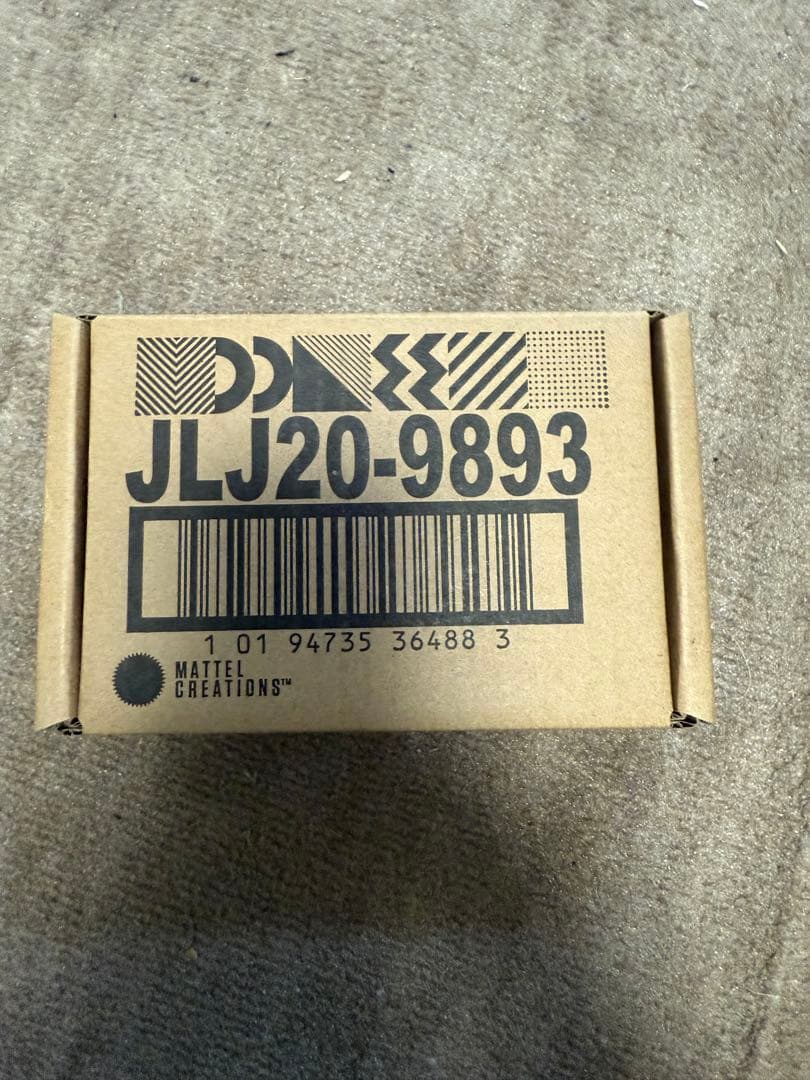 JLJ20-9893
1 01 94735 36488 3
MATTEL
CREATIONS™